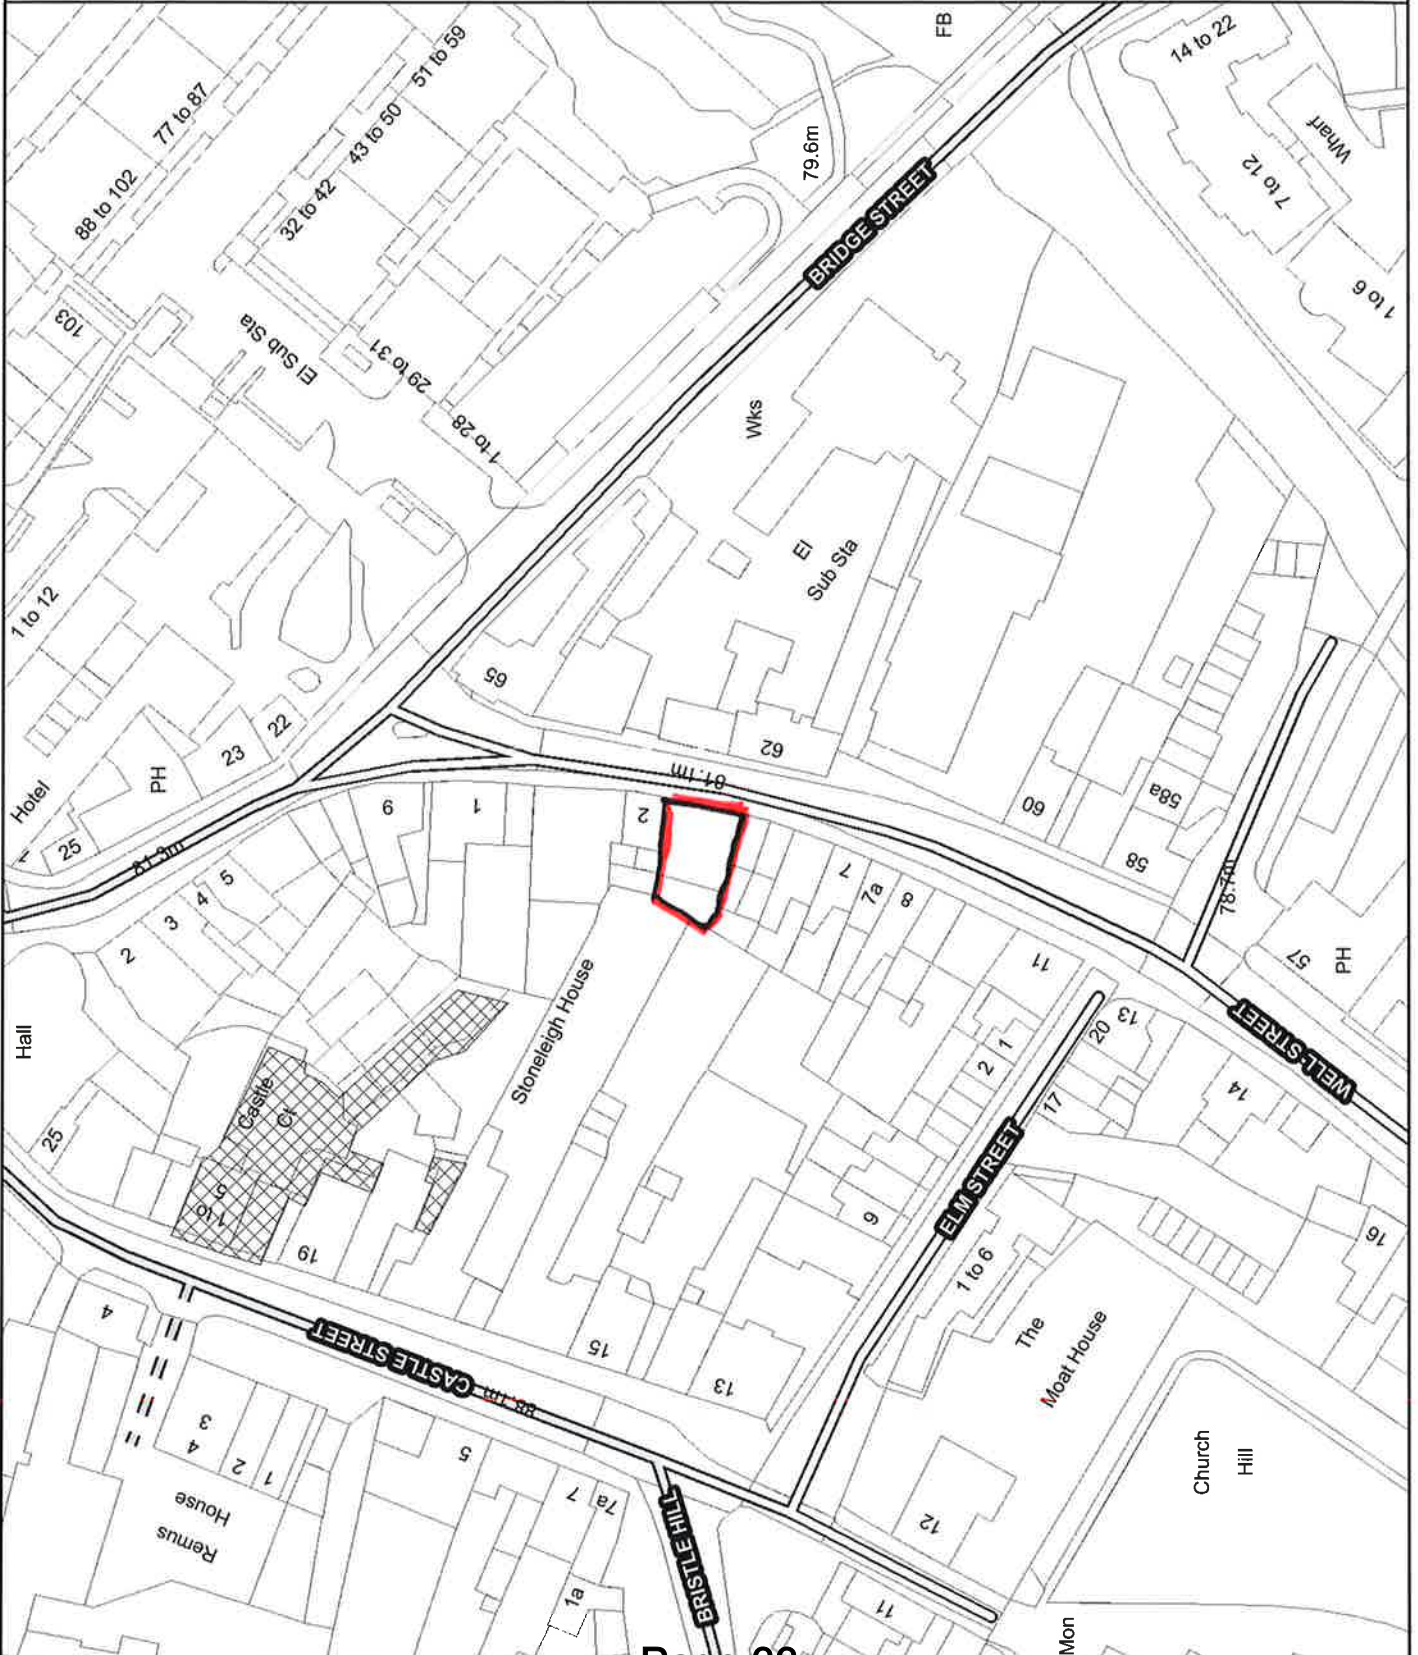 88 to 102
77 to 87
51 to 59
43 to 50
32 to 42
103
El Sub Sta
29 to 31
1 to 28
FB
79.6m
BRIDGE STREET
14 to 22
Wharf
7 to 12
1 to 6
Wks
El
Sub Sta
1 to 12
Hotel
PH
25
23
22
65
81.3m
9
1
2
81.1m
62
60
58a
58
78.7m
57
PH
WELL STREET
2
3
4
5
7
7a
8
11
Hall
25
Castle
Ct
1 to 5
19
Stoneleigh House
2
1
9
20
13
17
14
16
ELM STREET
1 to 6
The
Moat House
Church
Hill
4
CASTLE STREET
88.1m
15
13
3
4
2
1
Remus
House
5
7
7a
1a
BRISTLE HILL
12
11
Mon